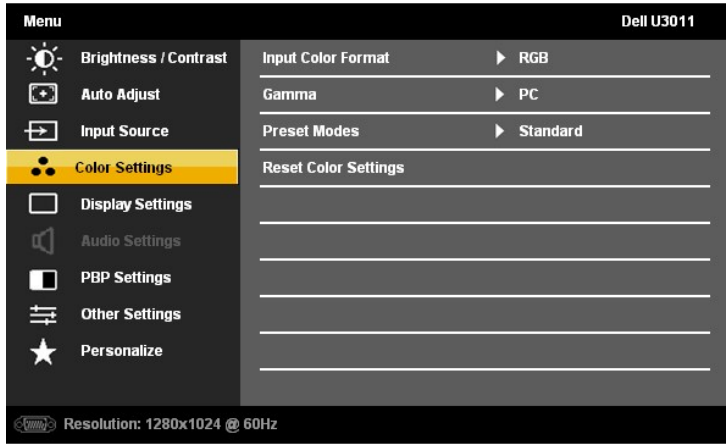 Menu Dell U3011
Brightness / Contrast Input Color Format RGB
Auto Adjust Gamma PC
Input Source Preset Modes Standard
Color Settings Reset Color Settings
Display Settings
Audio Settings
PBP Settings
Other Settings
Personalize
Resolution: 1280x1024 @ 60Hz